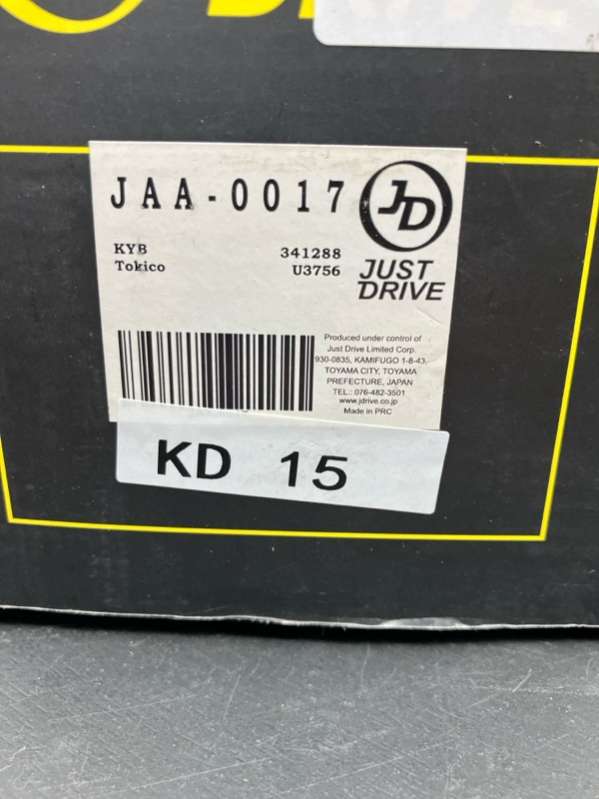 JAA-0017
JD
JUST
DRIVE
KYB 341288
Tokico U3756
Produced under control of
Just Drive Limited Corp.
930-0835, KAMIFUGO 1-8-43,
TOYAMA CITY, TOYAMA
PREFECTURE, JAPAN
TEL.: 076-482-3501
www.jdrive.co.jp
Made in PRC
KD 15